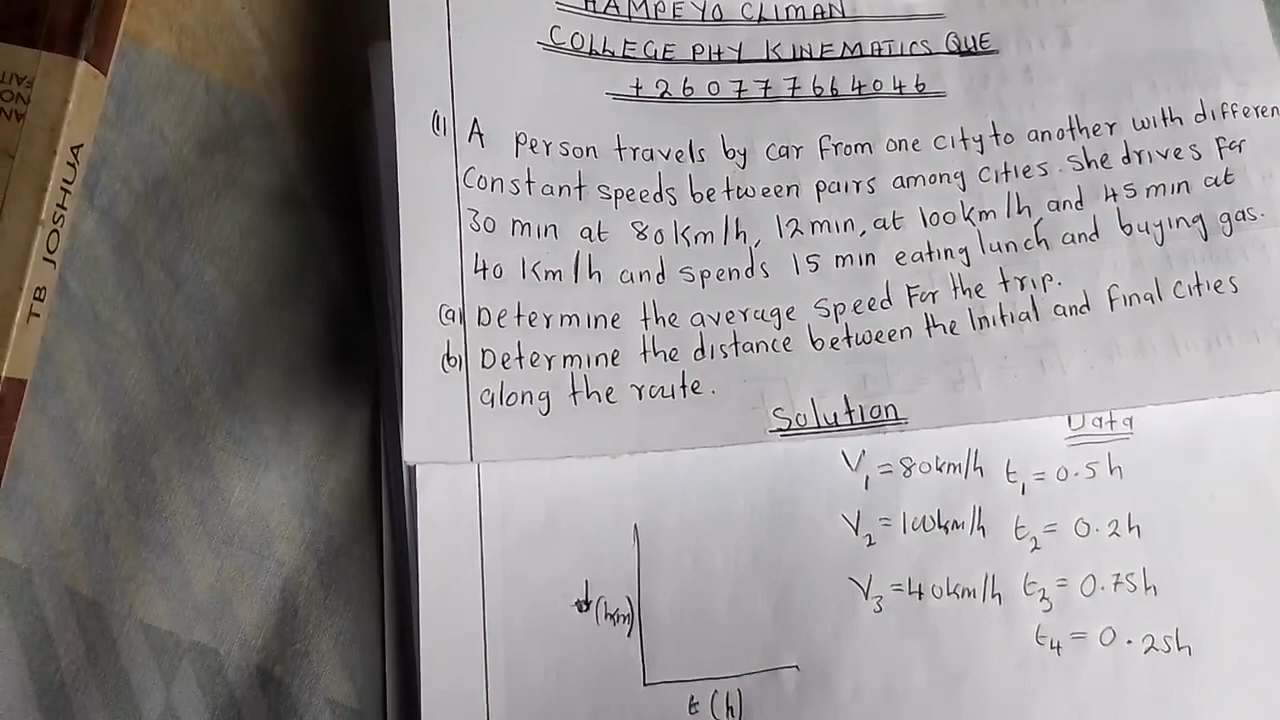 HAMPEYO CLIMAN
COLLEGE PHY KINEMATICS QUE
+260777664046
(1) A person travels by car from one city to another with differen
Constant speeds between pairs among cities. She drives for
30 min at 80km/h, 12min, at 100km/h, and 45min at
40 km/h and spends 15 min eating lunch and buying gas.
(a) Determine the average speed for the trip.
(b) Determine the distance between the Initial and final cities
along the route.
Solution
Data
V1 = 80km/h t1 = 0.5h
V2 = 100km/h t2 = 0.2h
V3 = 40km/h t3 = 0.75h
t4 = 0.25h
d(km)
t(h)
TB JOSHUA